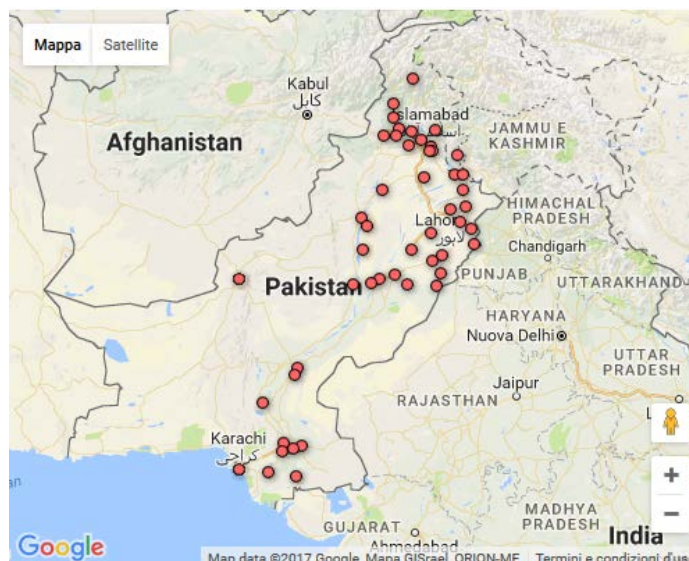 Mappa Satellite
Kabul
کابل
Afghanistan
Islamabad
JAMMU E
KASHMIR
HIMACHAL
PRADESH
Lahor
لاہور
Chandigarh
PUNJAB
UTTARAKHAND
Pakistan
HARYANA
Nuova Delhi
UTTAR
PRADESH
Jaipur
RAJASTHAN
Karachi
کراچی
MADHYA
PRADESH
GUJARAT
India
Ahmedabad
Google
Map data ©2017 Google, Mapa GISrael, ORION-ME Termini e condizioni d'uso